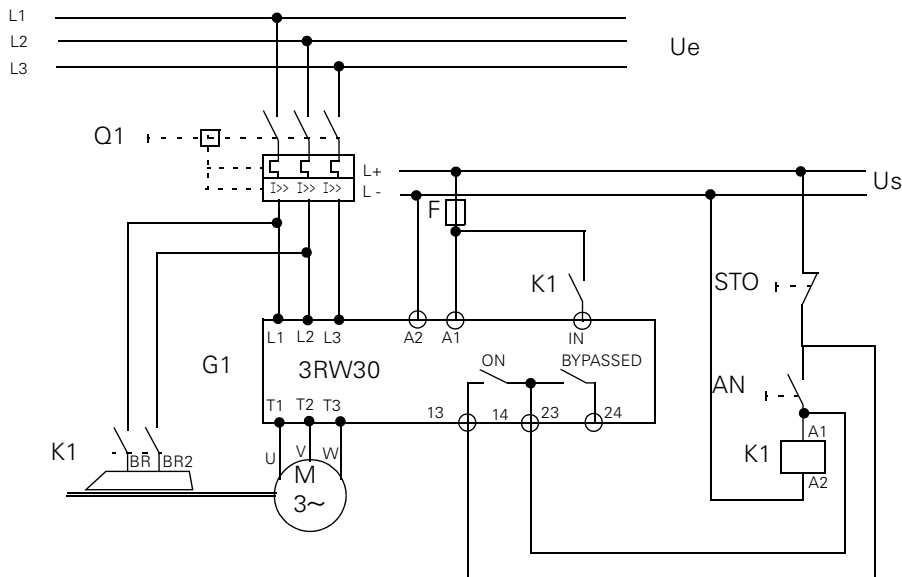 L1
L2
L3
Ue
Q1
I>> I>> I>>
L+
L -
Us
F
K1
STO
L1 L2 L3
A2 A1 IN
G1
3RW30
ON
BYPASSED
AN
T1 T2 T3
13 14 23 24
K1
BR BR2
U V W
M
3~
K1
A1
A2